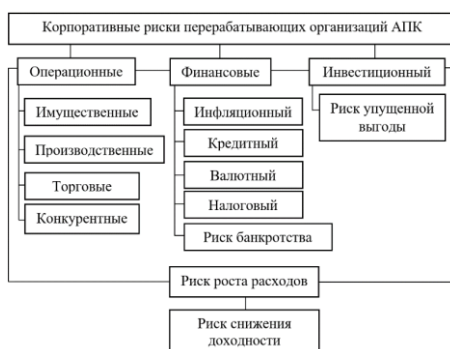 Корпоративные риски перерабатывающих организаций АПК
Операционные
Финансовые
Инвестиционный
Имущественные
Производственные
Торговые
Конкурентные
Инфляционный
Кредитный
Валютный
Налоговый
Риск банкротства
Риск упущенной
выгоды
Риск роста расходов
Риск снижения
доходности